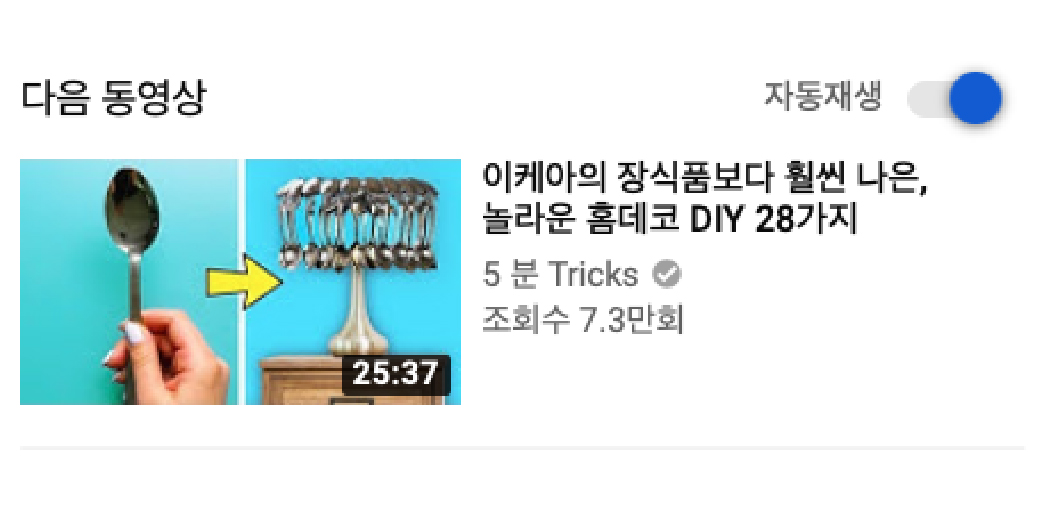 다음 동영상
자동재생
이케아의 장식품보다 훨씬 나은,
놀라운 홈데코 DIY 28가지
5 분 Tricks
조회수 7.3만회
25:37